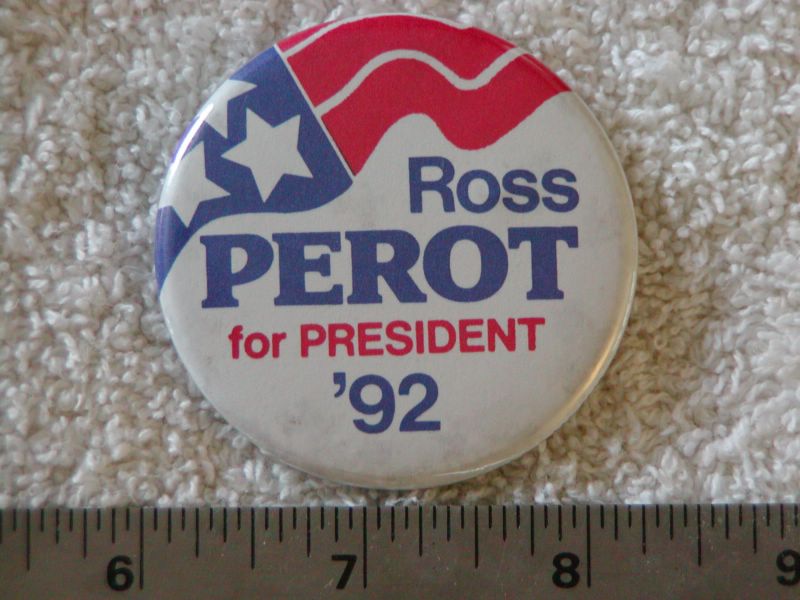 Ross
PEROT
for PRESIDENT
'92
6 7 8 9